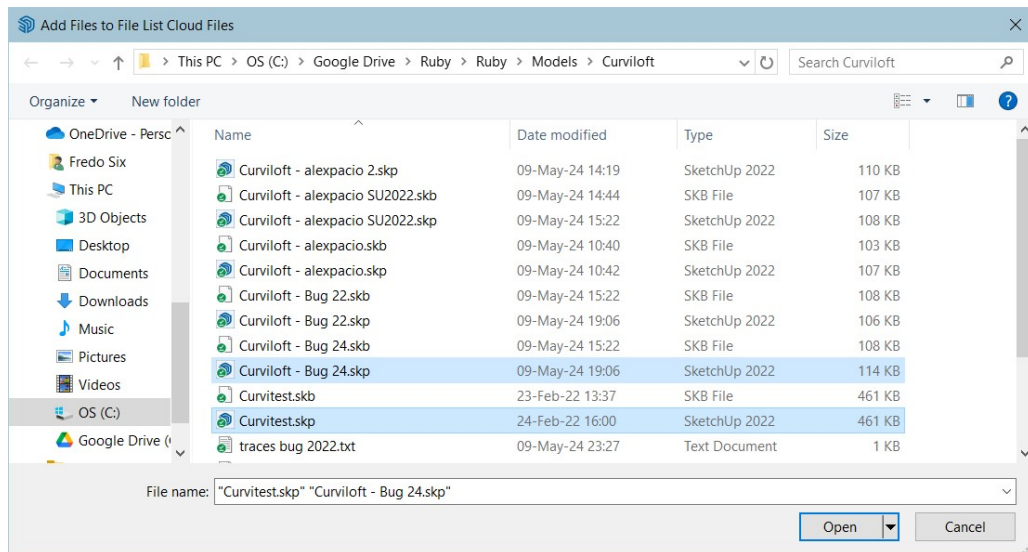 Add Files to File List Cloud Files
This PC > OS (C:) > Google Drive > Ruby > Ruby > Models > Curviloft
Search Curviloft
Organize New folder
Name Date modified Type Size
OneDrive - Persc
Fredo Six
This PC
3D Objects
Desktop
Documents
Downloads
Music
Pictures
Videos
OS (C:)
Google Drive (
Curviloft - alexpacio 2.skp 09-May-24 14:19 SketchUp 2022 110 KB
Curviloft - alexpacio SU2022.skb 09-May-24 14:44 SKB File 107 KB
Curviloft - alexpacio SU2022.skp 09-May-24 15:22 SketchUp 2022 108 KB
Curviloft - alexpacio.skb 09-May-24 10:40 SKB File 103 KB
Curviloft - alexpacio.skp 09-May-24 10:42 SketchUp 2022 107 KB
Curviloft - Bug 22.skb 09-May-24 15:22 SKB File 108 KB
Curviloft - Bug 22.skp 09-May-24 19:06 SketchUp 2022 106 KB
Curviloft - Bug 24.skb 09-May-24 15:22 SKB File 108 KB
Curviloft - Bug 24.skp 09-May-24 19:06 SketchUp 2022 114 KB
Curvitest.skb 23-Feb-22 13:37 SKB File 461 KB
Curvitest.skp 24-Feb-22 16:00 SketchUp 2022 461 KB
traces bug 2022.txt 09-May-24 23:27 Text Document 1 KB
File name: "Curvitest.skp" "Curviloft - Bug 24.skp"
Open Cancel